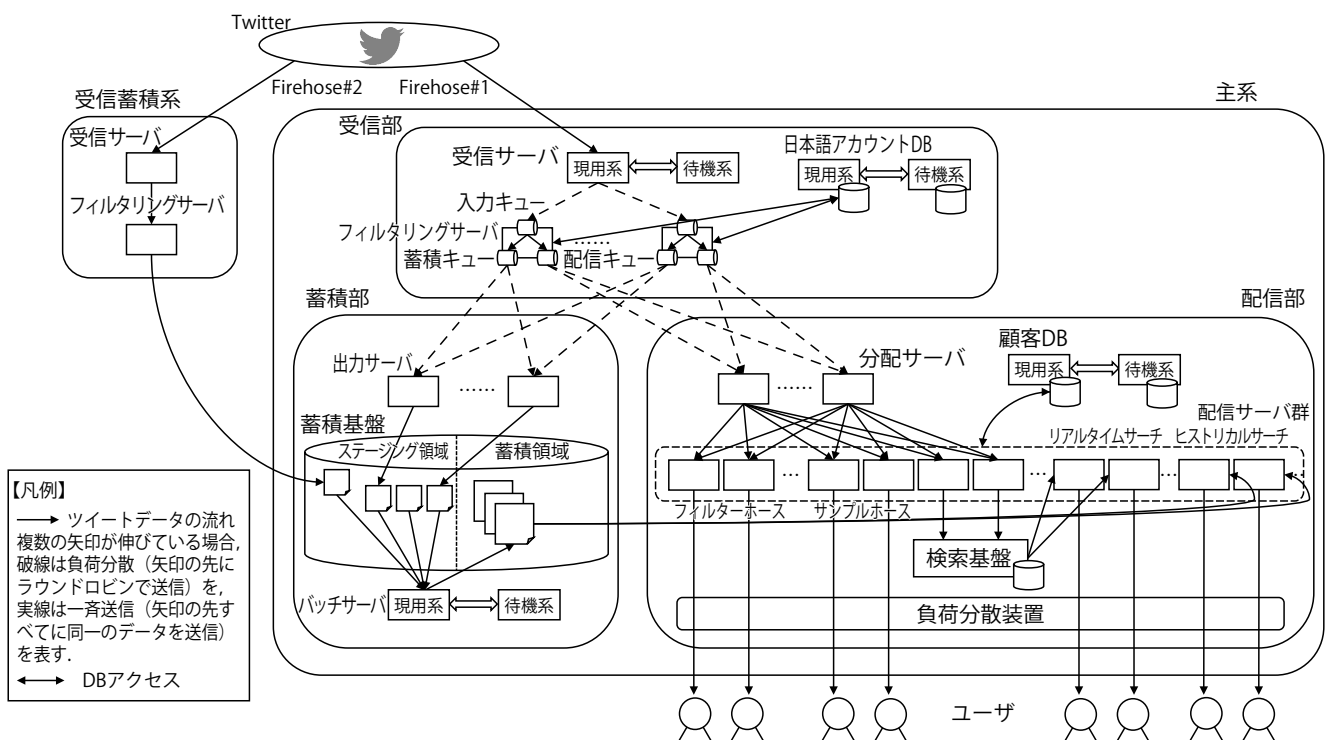 Twitter
Firehose#2
Firehose#1
受信蓄積系
主系
受信サーバ
フィルタリングサーバ
受信部
受信サーバ
現用系
待機系
日本語アカウントDB
現用系
待機系
入力キュー
フィルタリングサーバ
……
蓄積キュー
配信キュー
蓄積部
配信部
出力サーバ
……
分配サーバ
……
顧客DB
現用系
待機系
配信サーバ群
蓄積基盤
ステージング領域
蓄積領域
リアルタイムサーチ
ヒストリカルサーチ
…
…
…
…
フィルターホース
サンプルホース
検索基盤
バッチサーバ
現用系
待機系
負荷分散装置
【凡例】
ツイートデータの流れ
複数の矢印が伸びている場合,
破線は負荷分散（矢印の先に
ラウンドロビンで送信）を,
実線は一斉送信（矢印の先す
べてに同一のデータを送信）
を表す.
DBアクセス
ユーザ